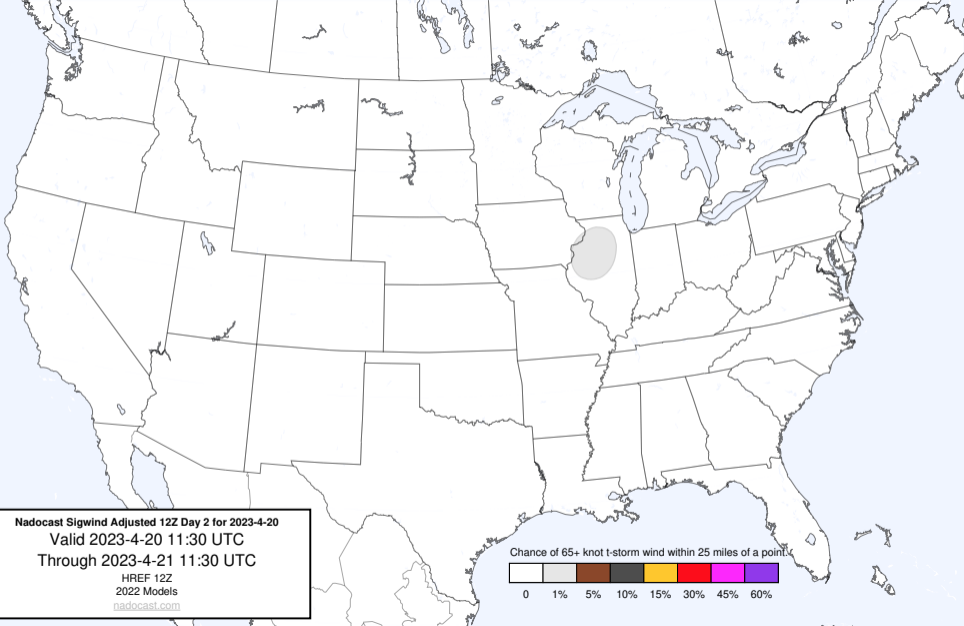 Nadocast Sigwind Adjusted 12Z Day 2 for 2023-4-20
Valid 2023-4-20 11:30 UTC
Through 2023-4-21 11:30 UTC
HREF 12Z
2022 Models
nadocast.com
Chance of 65+ knot t-storm wind within 25 miles of a point.
0 1% 5% 10% 15% 30% 45% 60%